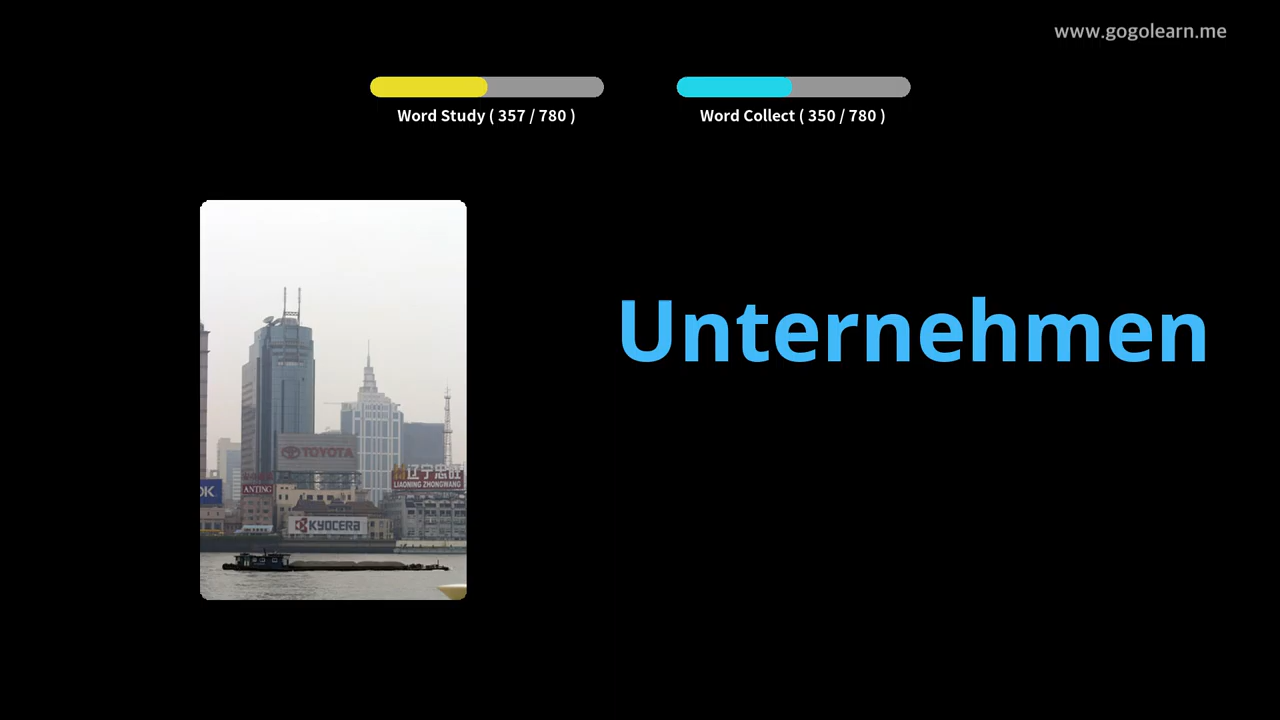 www.gogolearn.me
Word Study ( 357 / 780 )
Word Collect ( 350 / 780 )
Unternehmen
TOYOTA
辽宁忠旺
LIAONING ZHONGWANG
OK
ANTING
KYOCERA